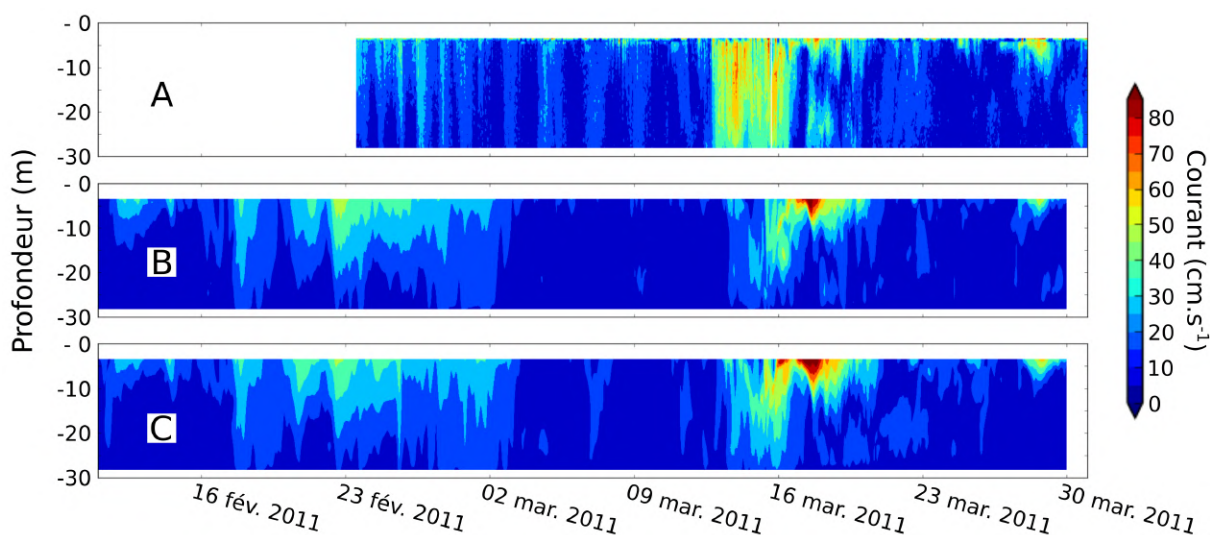 Profondeur (m)
- 0
-10
-20
-30
A
- 0
-10
-20
-30
B
- 0
-10
-20
-30
C
16 fév. 2011
23 fév. 2011
02 mar. 2011
09 mar. 2011
16 mar. 2011
23 mar. 2011
30 mar. 2011
80
70
60
50
40
30
20
10
0
Courant (cm.s⁻¹)